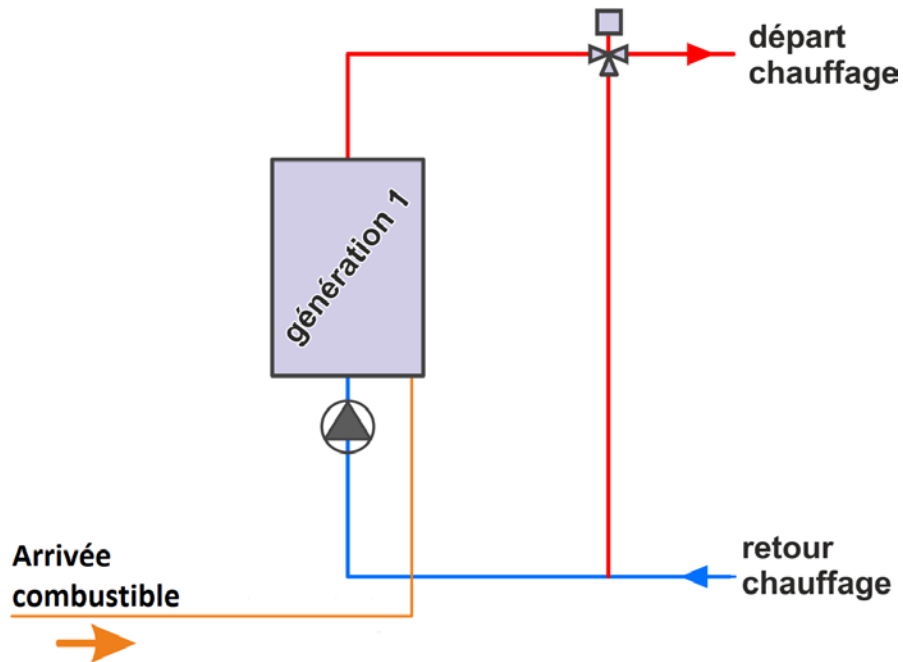 départ
chauffage
génération 1
Arrivée
combustible
retour
chauffage